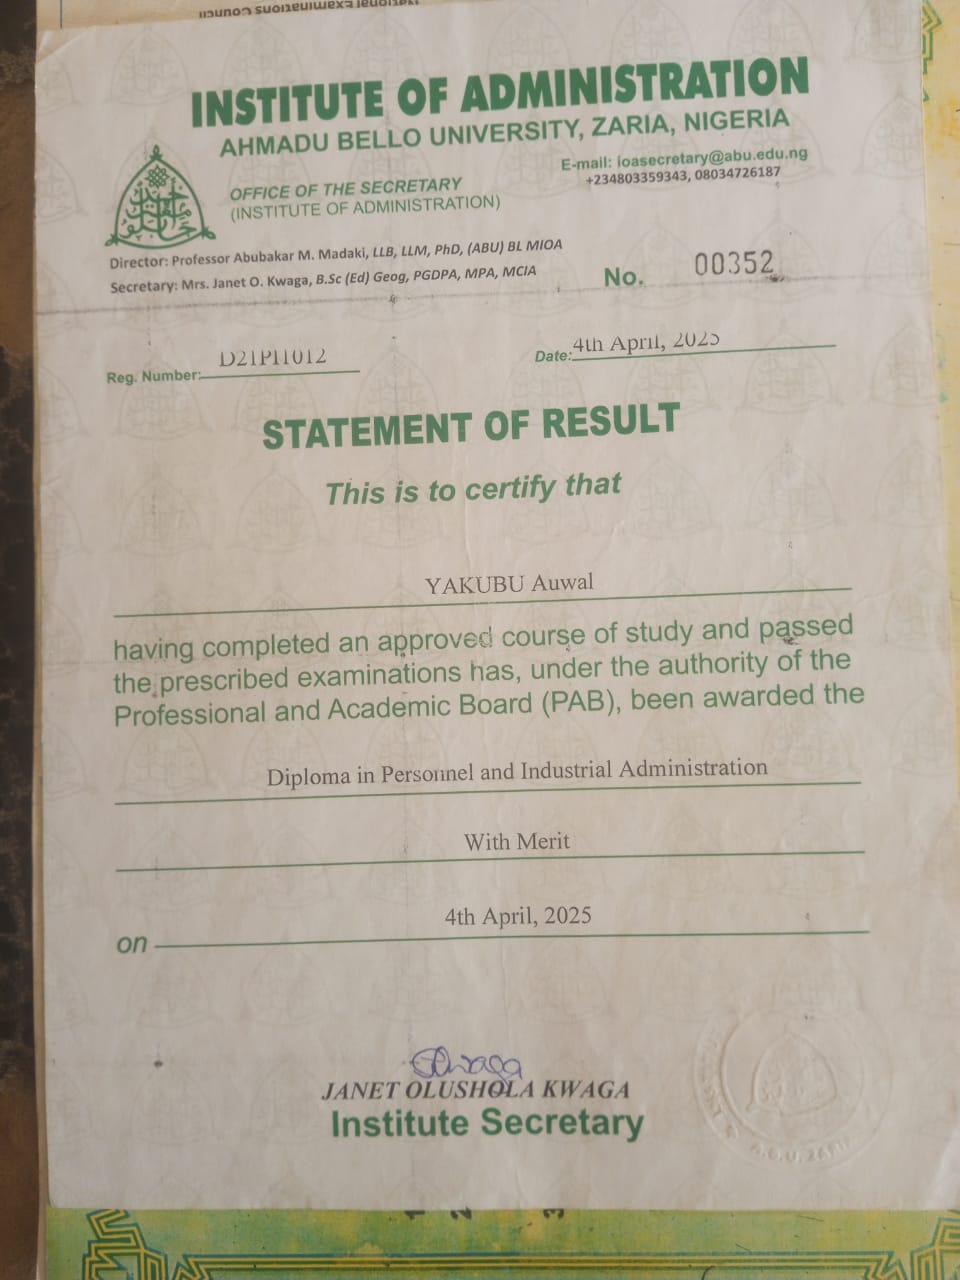 INSTITUTE OF ADMINISTRATION
AHMADU BELLO UNIVERSITY, ZARIA, NIGERIA
E-mail: ioasecretary@abu.edu.ng
+234803359343, 08034726187
OFFICE OF THE SECRETARY
(INSTITUTE OF ADMINISTRATION)
Director: Professor Abubakar M. Madaki, LLB, LLM, PhD, (ABU) BL MIOA
Secretary: Mrs. Janet O. Kwaga, B.Sc (Ed) Geog, PGDPA, MPA, MCIA
No. 00352
Reg. Number: D21PI1012
Date: 4th April, 2025
STATEMENT OF RESULT
This is to certify that
YAKUBU Auwal
having completed an approved course of study and passed
the prescribed examinations has, under the authority of the
Professional and Academic Board (PAB), been awarded the
Diploma in Personnel and Industrial Administration
With Merit
on 4th April, 2025
JANET OLUSHOLA KWAGA
Institute Secretary